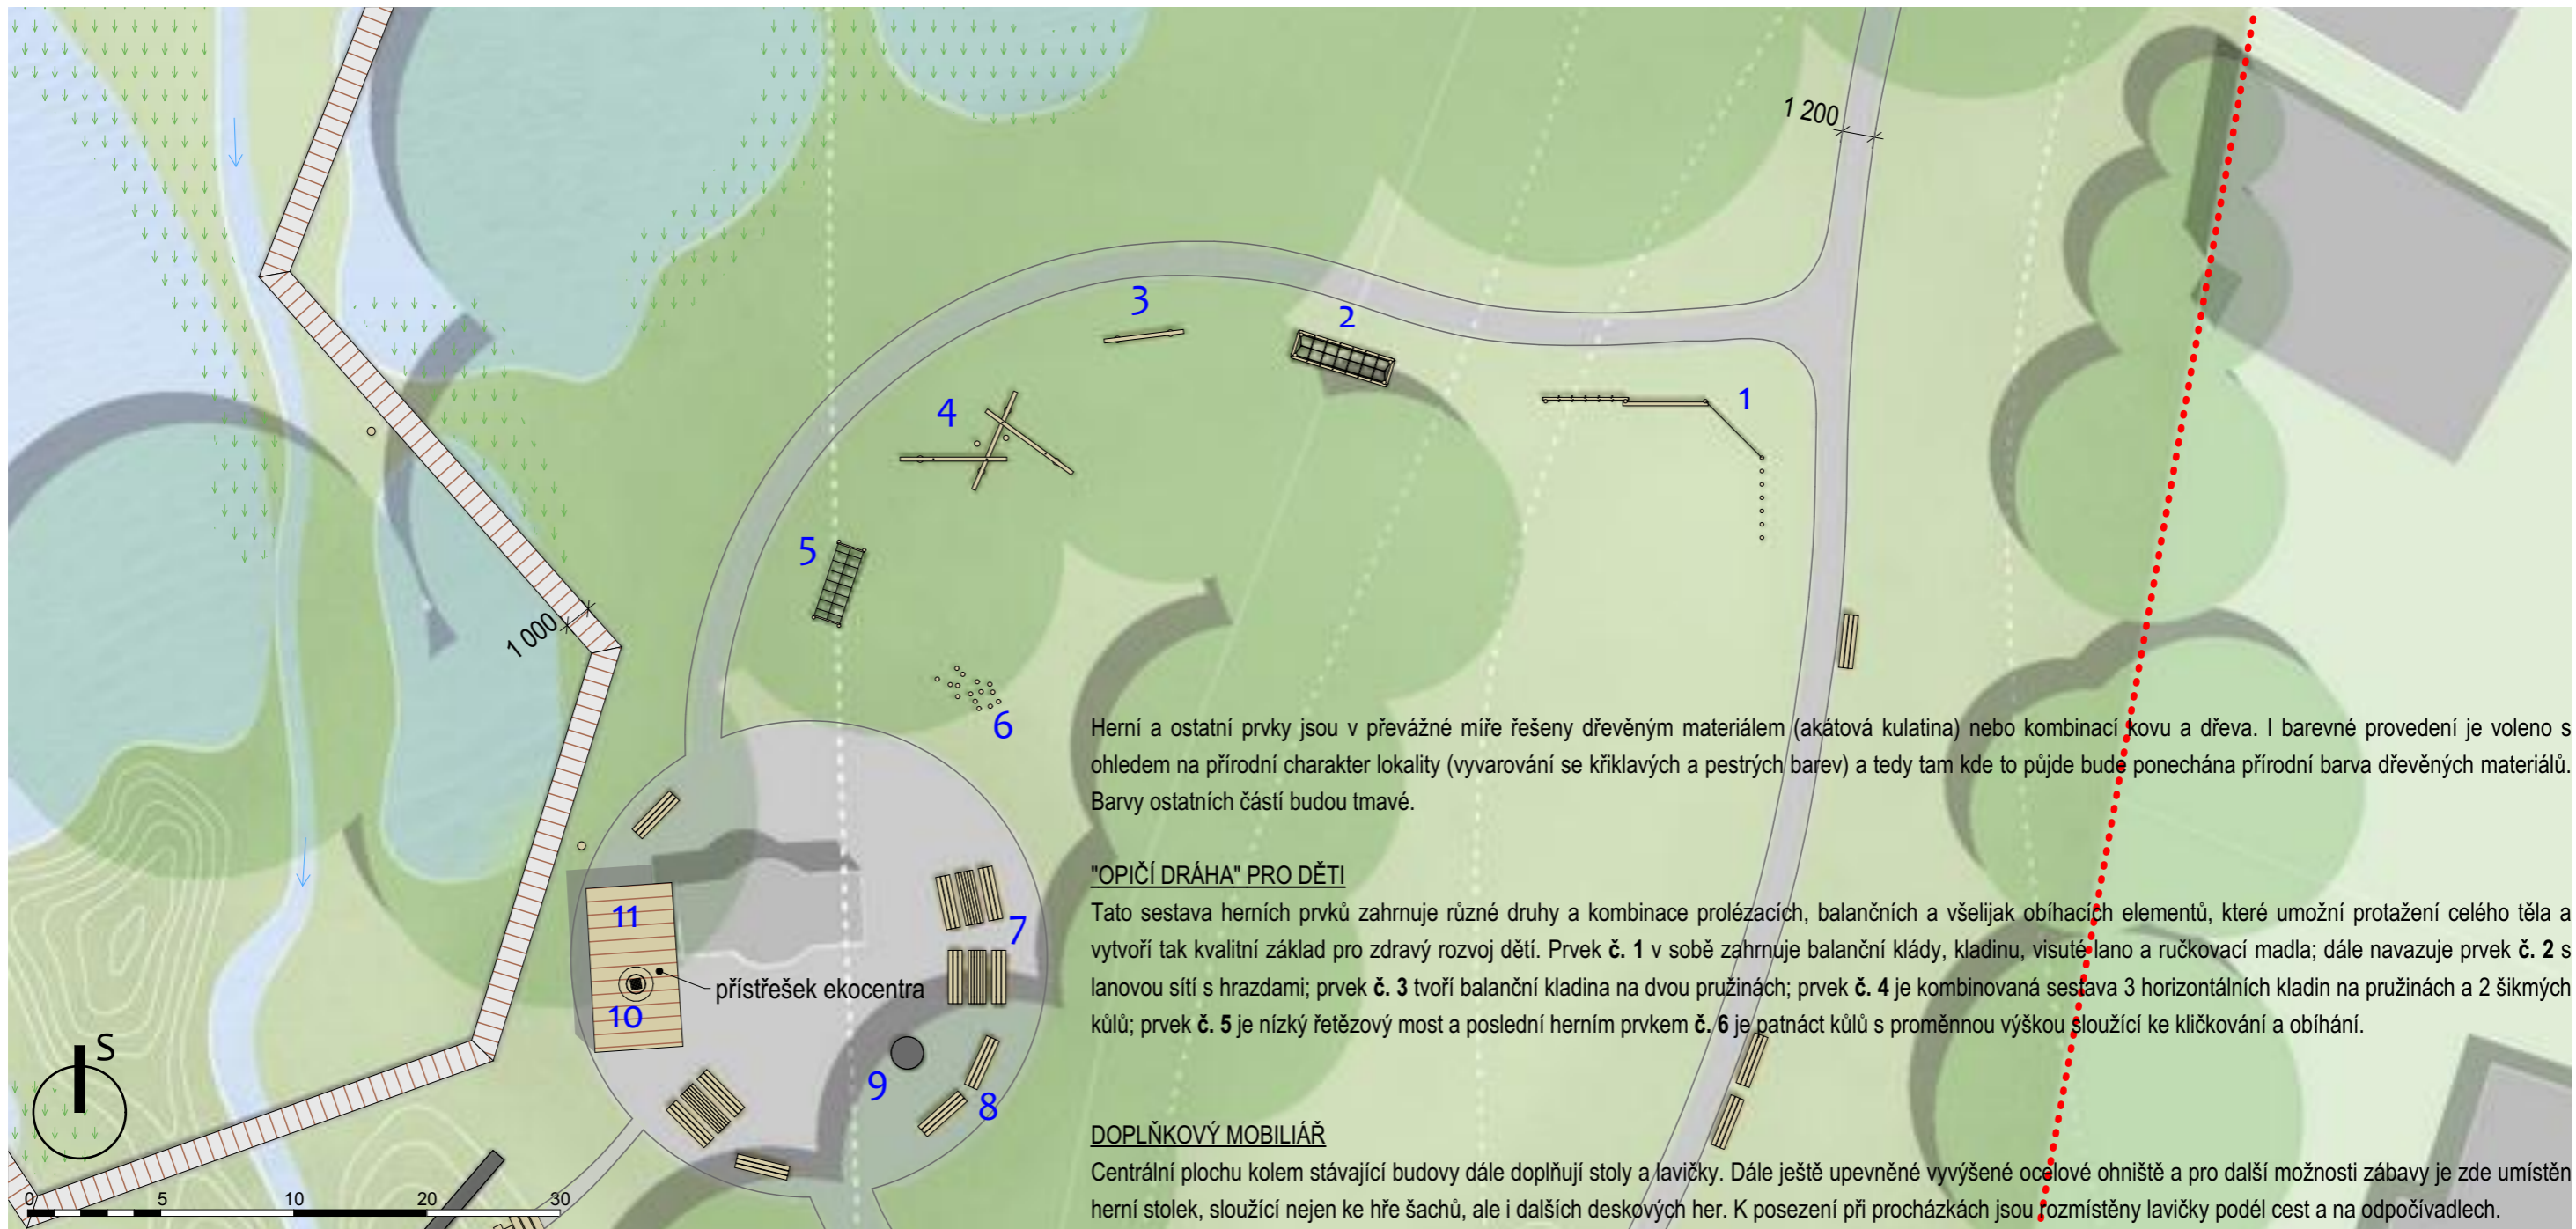 1 200
3
2
1
4
5
1 000
6
Herní a ostatní prvky jsou v převážné míře řešeny dřevěným materiálem (akátová kulatina) nebo kombinací kovu a dřeva. I barevné provedení je voleno s
ohledem na přírodní charakter lokality (vyvarování se křiklavých a pestrých barev) a tedy tam kde to půjde bude ponechána přírodní barva dřevěných materiálů.
Barvy ostatních částí budou tmavé.
"OPIČÍ DRÁHA" PRO DĚTI
Tato sestava herních prvků zahrnuje různé druhy a kombinace prolézacích, balančních a všelijak obíhacích elementů, které umožní protažení celého těla a
vytvoří tak kvalitní základ pro zdravý rozvoj dětí. Prvek č. 1 v sobě zahrnuje balanční klády, kladinu, visuté lano a ručkovací madla; dále navazuje prvek č. 2 s
lanovou sítí s hrazdami; prvek č. 3 tvoří balanční kladina na dvou pružinách; prvek č. 4 je kombinovaná sestava 3 horizontálních kladin na pružinách a 2 šikmých
kůlů; prvek č. 5 je nízký řetězový most a poslední herním prvkem č. 6 je patnáct kůlů s proměnnou výškou sloužící ke kličkování a obíhání.
11
7
přístřešek ekocentra
10
S
9
8
DOPLŇKOVÝ MOBILIÁŘ
Centrální plochu kolem stávající budovy dále doplňují stoly a lavičky. Dále ještě upevněné vyvýšené ocelové ohniště a pro další možnosti zábavy je zde umístěn
herní stolek, sloužící nejen ke hře šachů, ale i dalších deskových her. K posezení při procházkách jsou rozmístěny lavičky podél cest a na odpočívadlech.
0 5 10 20 30